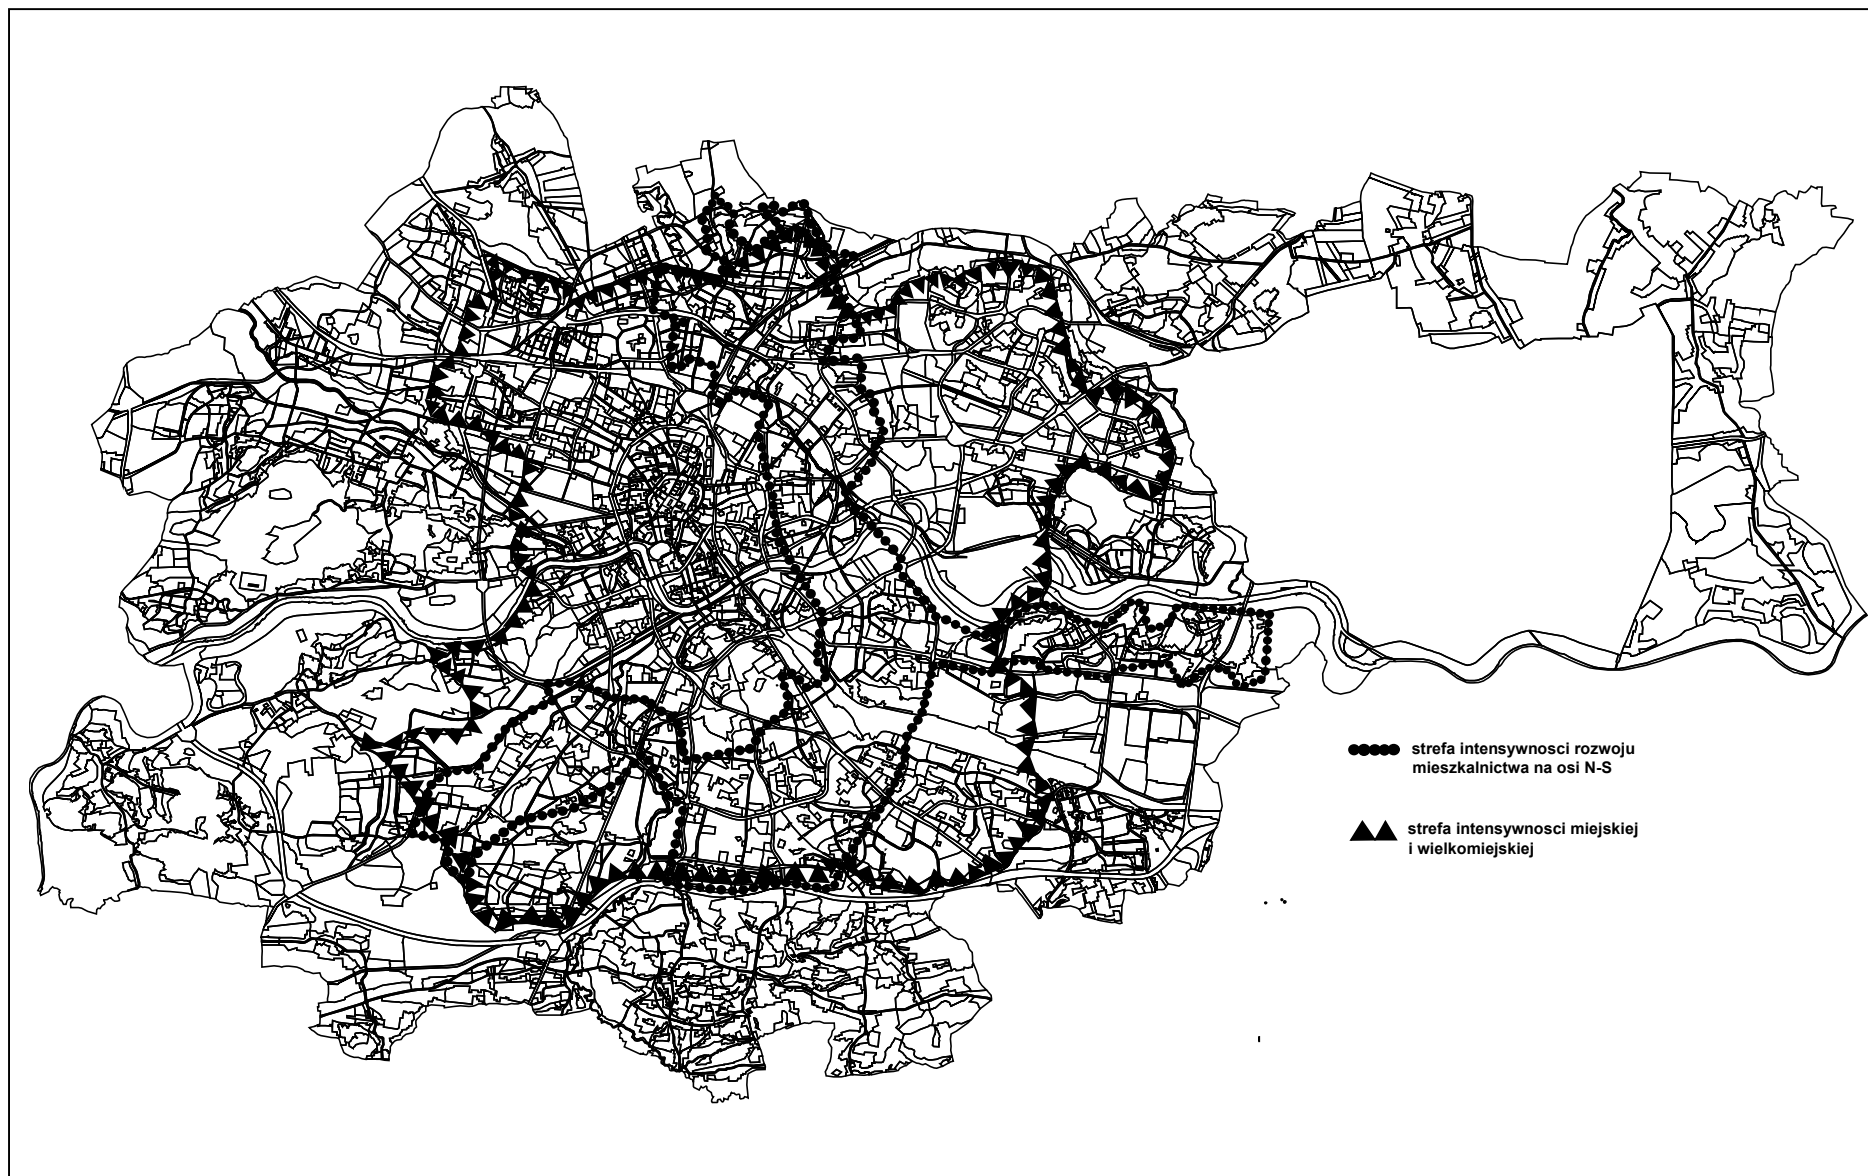 strefa intensywnosci rozwoju
mieszkalnictwa na osi N-S
strefa intensywnosci miejskiej
i wielkomiejskiej